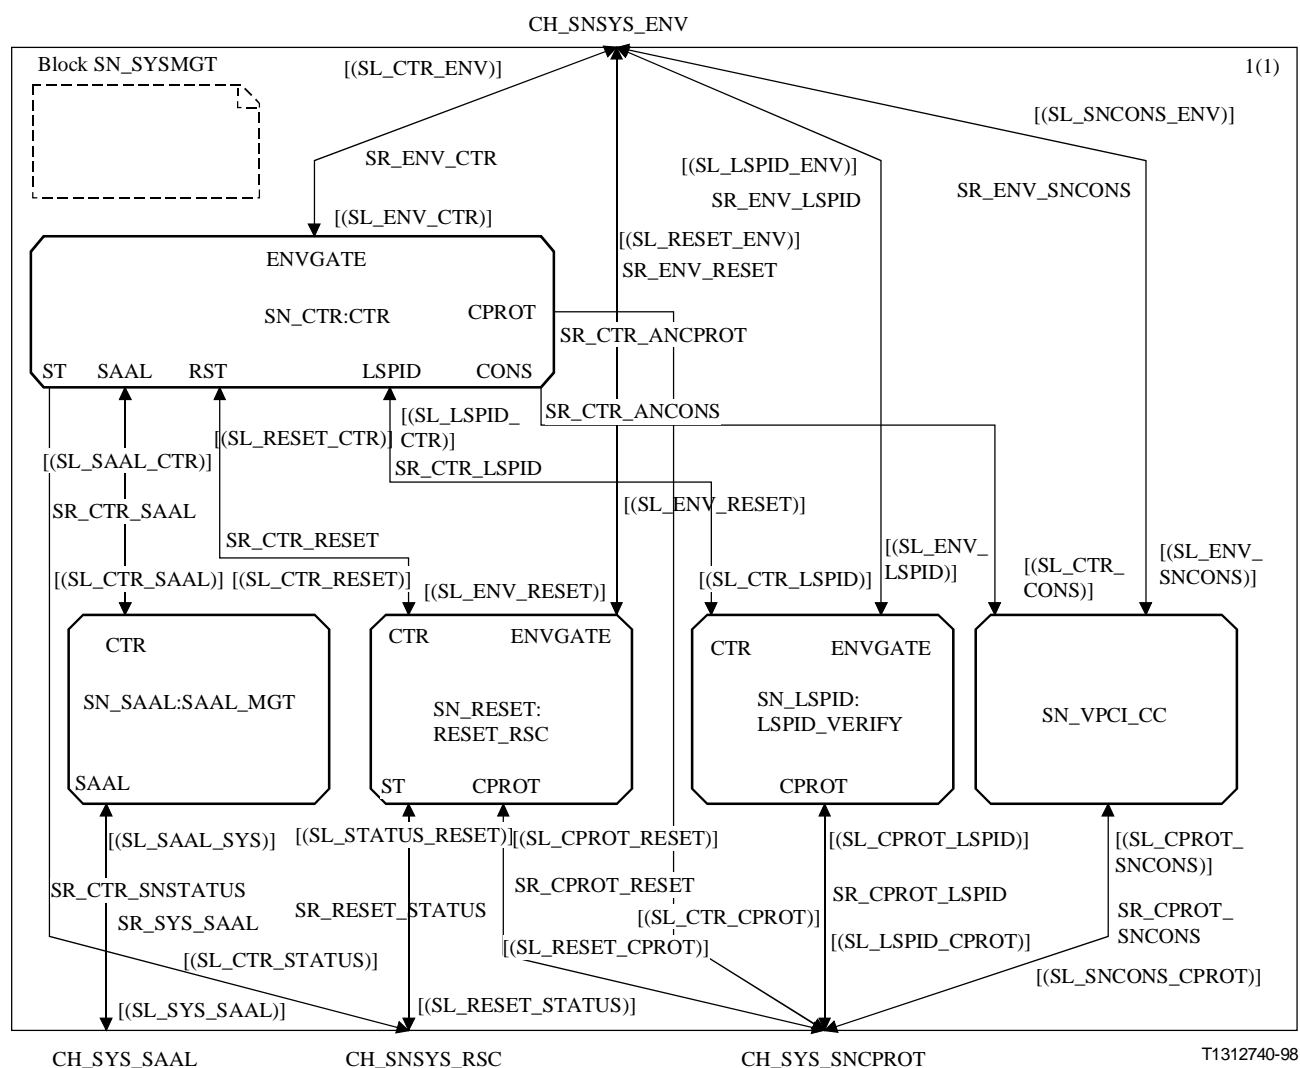 CH_SNSYS_ENV
Block SN_SYSMGT
[(SL_CTR_ENV)]
1(1)
[(SL_SNCONS_ENV)]
SR_ENV_CTR
[(SL_LSPID_ENV)]
SR_ENV_LSPID
SR_ENV_SNCONS
[(SL_ENV_CTR)]
[(SL_RESET_ENV)]
SR_ENV_RESET
ENVGATE
SN_CTR:CTR
CPROT
SR_CTR_ANCPROT
ST
SAAL
RST
LSPID
CONS
SR_CTR_ANCONS
[(SL_LSPID_
CTR)]
[(SL_RESET_CTR)]
[(SL_SAAL_CTR)]
SR_CTR_LSPID
SR_CTR_SAAL
[(SL_ENV_RESET)]
SR_CTR_RESET
[(SL_ENV_
LSPID)]
[(SL_ENV_
SNCONS)]
[(SL_CTR_SAAL)]
[(SL_CTR_RESET)]
[(SL_ENV_RESET)]
[(SL_CTR_LSPID)]
[(SL_CTR_
CONS)]
CTR
SN_SAAL:SAAL_MGT
SAAL
CTR
ENVGATE
SN_RESET:
RESET_RSC
ST
CPROT
CTR
ENVGATE
SN_LSPID:
LSPID_VERIFY
CPROT
SN_VPCI_CC
[(SL_SAAL_SYS)]
[(SL_STATUS_RESET)]
[(SL_CPROT_RESET)]
[(SL_CPROT_LSPID)]
[(SL_CPROT_
SNCONS)]
SR_CTR_SNSTATUS
SR_SYS_SAAL
SR_RESET_STATUS
SR_CPROT_RESET
SR_CPROT_LSPID
SR_CPROT_
SNCONS
[(SL_CTR_CPROT)]
[(SL_RESET_CPROT)]
[(SL_LSPID_CPROT)]
[(SL_CTR_STATUS)]
[(SL_SNCONS_CPROT)]
[(SL_SYS_SAAL)]
[(SL_RESET_STATUS)]
CH_SYS_SAAL
CH_SNSYS_RSC
CH_SYS_SNCPROT
T1312740-98